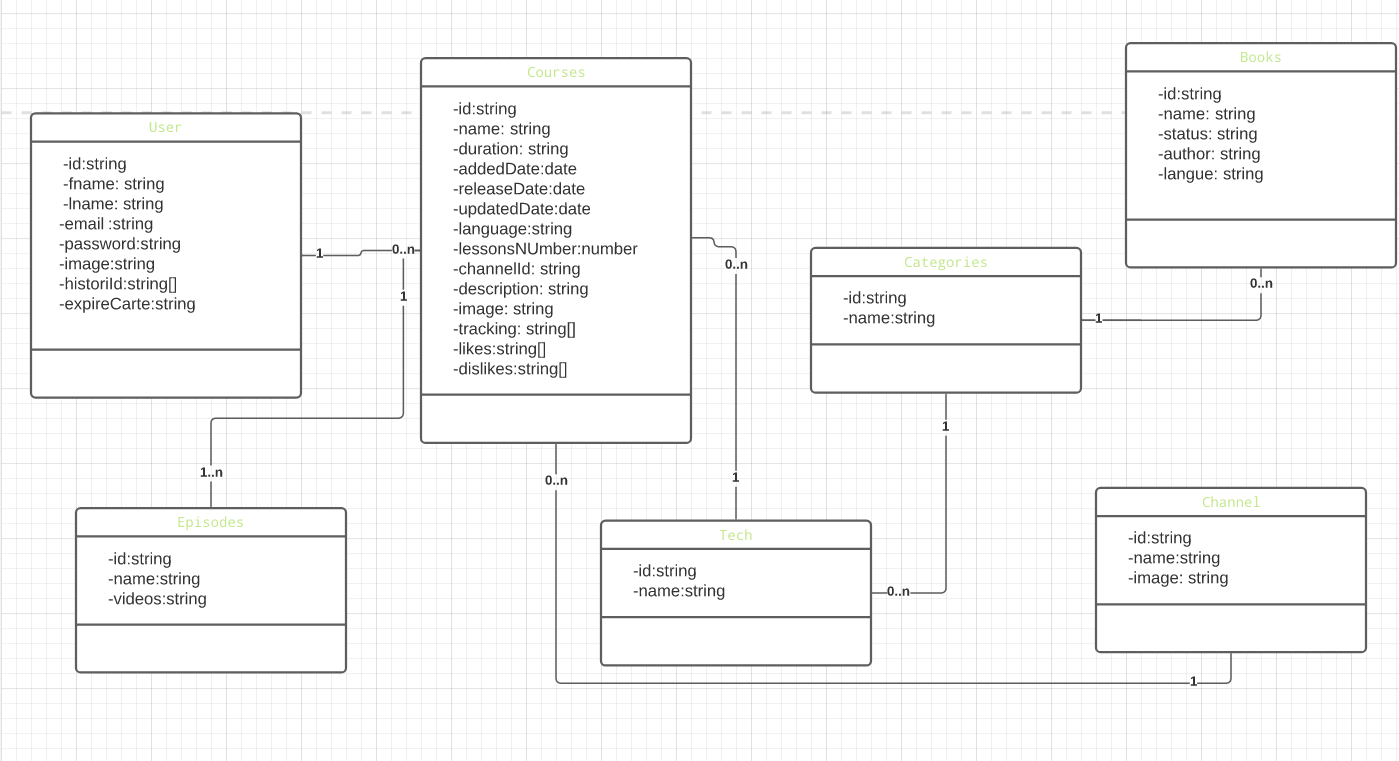 User
-id:string
-fname: string
-lname: string
-email :string
-password:string
-image:string
-historiId:string[]
-expireCarte:string
1
0..n
Courses
-id:string
-name: string
-duration: string
-addedDate:date
-releaseDate:date
-updatedDate:date
-language:string
-lessonsNUmber:number
-channelId: string
-description: string
-image: string
-tracking: string[]
-likes:string[]
-dislikes:string[]
0..n
1
Books
-id:string
-name: string
-status: string
-author: string
-langue: string
0..n
1
Categories
-id:string
-name:string
1
0..n
1
1..n
Episodes
-id:string
-name:string
-videos:string
0..n
1
Tech
-id:string
-name:string
Channel
-id:string
-name:string
-image: string